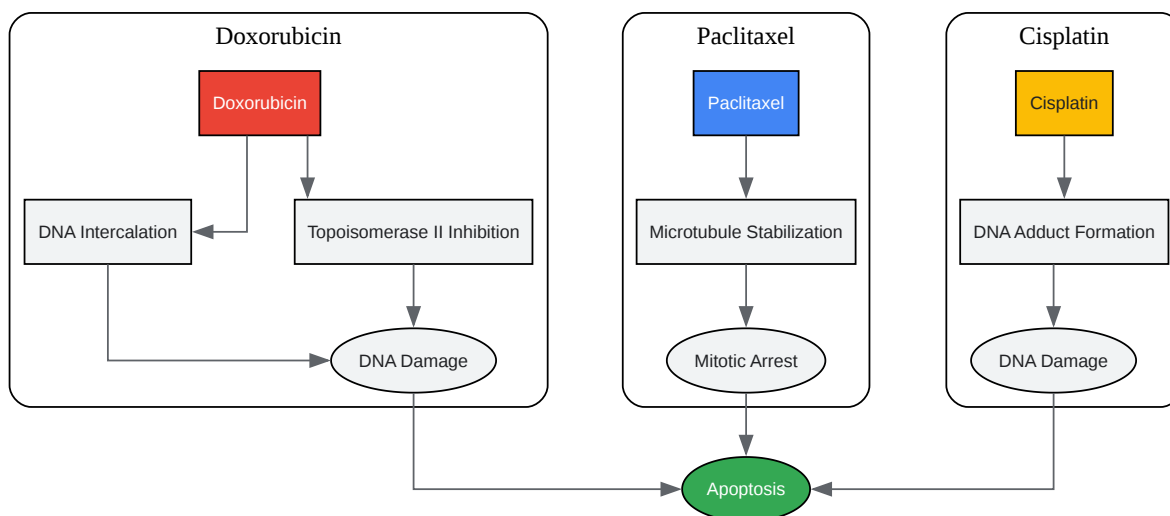 Doxorubicin
Paclitaxel
Cisplatin
Doxorubicin
Paclitaxel
Cisplatin
DNA Intercalation
Topoisomerase II Inhibition
Microtubule Stabilization
DNA Adduct Formation
DNA Damage
Mitotic Arrest
DNA Damage
Apoptosis